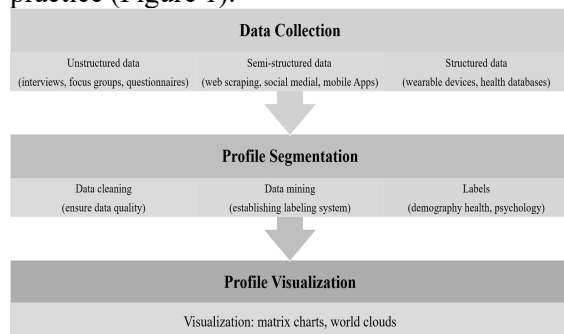 practice (Figure 1).
Data Collection
Unstructured data
(interviews, focus groups, questionnaires)
Semi-structured data
(web scraping, social medial, mobile Apps)
Structured data
(wearable devices, health databases)
Profile Segmentation
Data cleaning
(ensure data quality)
Data mining
(establishing labeling system)
Labels
(demography health, psychology)
Profile Visualization
Visualization: matrix charts, world clouds